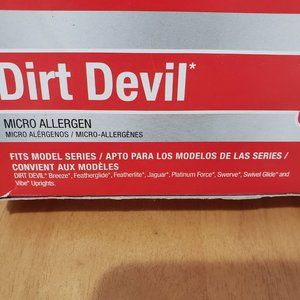 Dirt Devil*
MICRO ALLERGEN
MICRO ALÉRGENOS / MICRO-ALLERGÈNES
FITS MODEL SERIES / APTO PARA LOS MODELOS DE LAS SERIES /
CONVIENT AUX MODÈLES
DIRT DEVIL* Breeze*, Featherglide*, Featherlite*, Jaguar*, Platinum Force*, Swerve*, Swivel Glide* and
Vibe* Uprights.